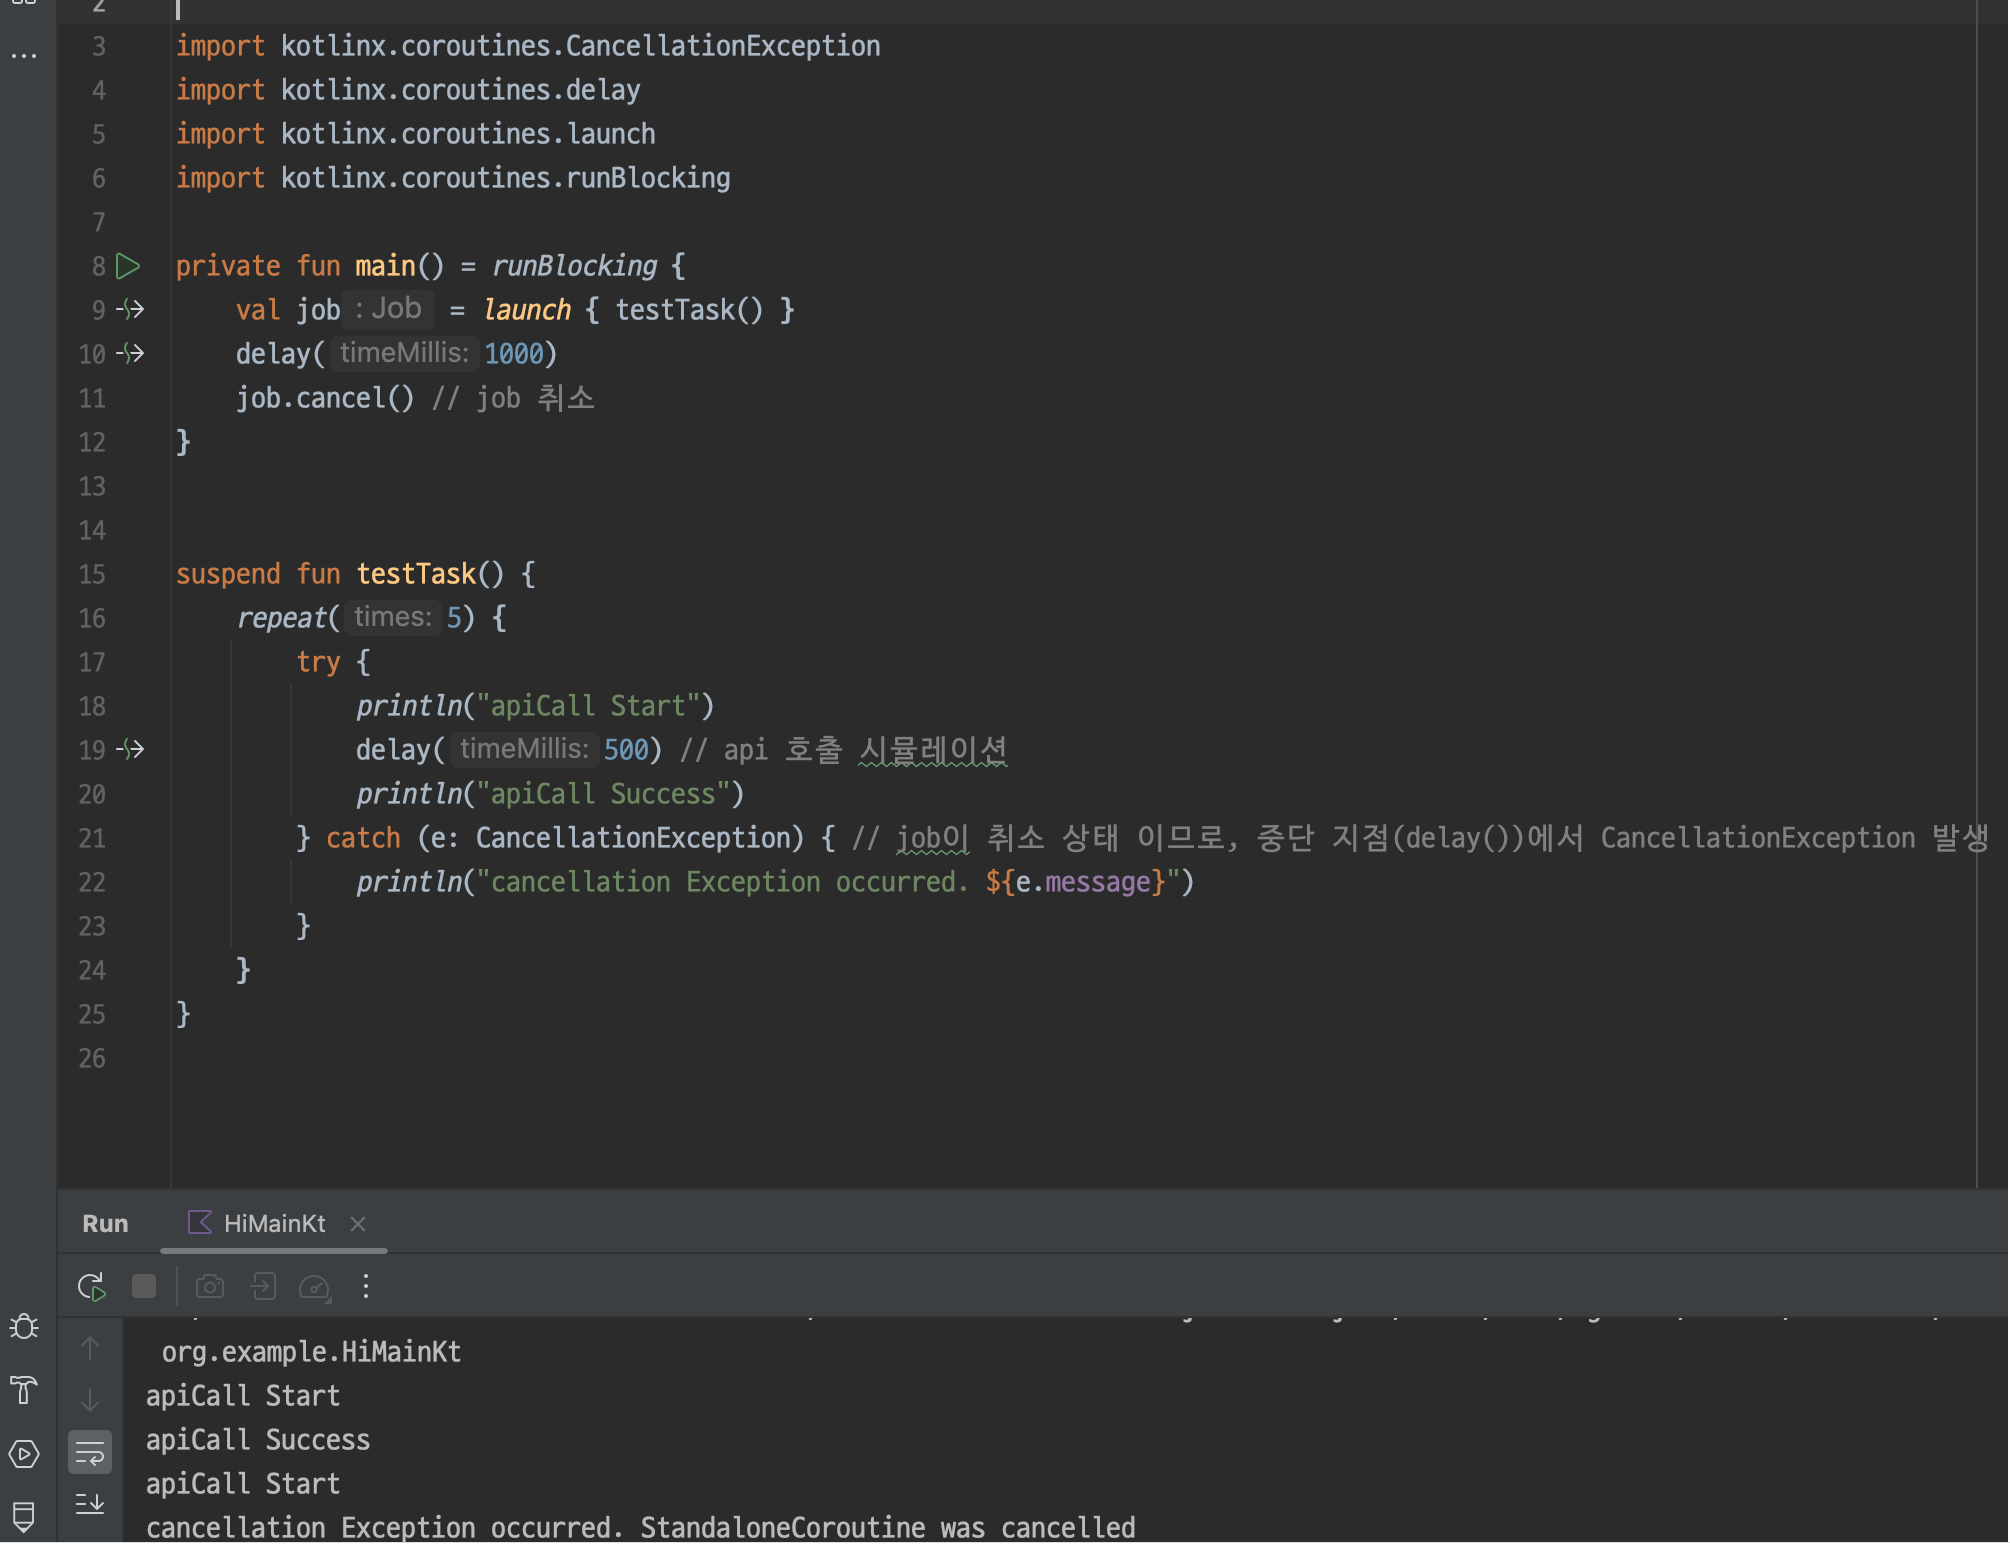 2
3 import kotlinx.coroutines.CancellationException
4 import kotlinx.coroutines.delay
5 import kotlinx.coroutines.launch
6 import kotlinx.coroutines.runBlocking
7
8 private fun main() = runBlocking {
9 val job : Job = launch { testTask() }
10 delay( timeMillis: 1000)
11 job.cancel() // job 취소
12 }
13
14
15 suspend fun testTask() {
16 repeat( times: 5) {
17 try {
18 println("apiCall Start")
19 delay( timeMillis: 500) // api 호출 시뮬레이션
20 println("apiCall Success")
21 } catch (e: CancellationException) { // job이 취소 상태 이므로, 중단 지점(delay())에서 CancellationException 발생
22 println("cancellation Exception occurred. ${e.message}")
23 }
24 }
25 }
26
Run HiMainKt
org.example.HiMainKt
apiCall Start
apiCall Success
apiCall Start
cancellation Exception occurred. StandaloneCoroutine was cancelled